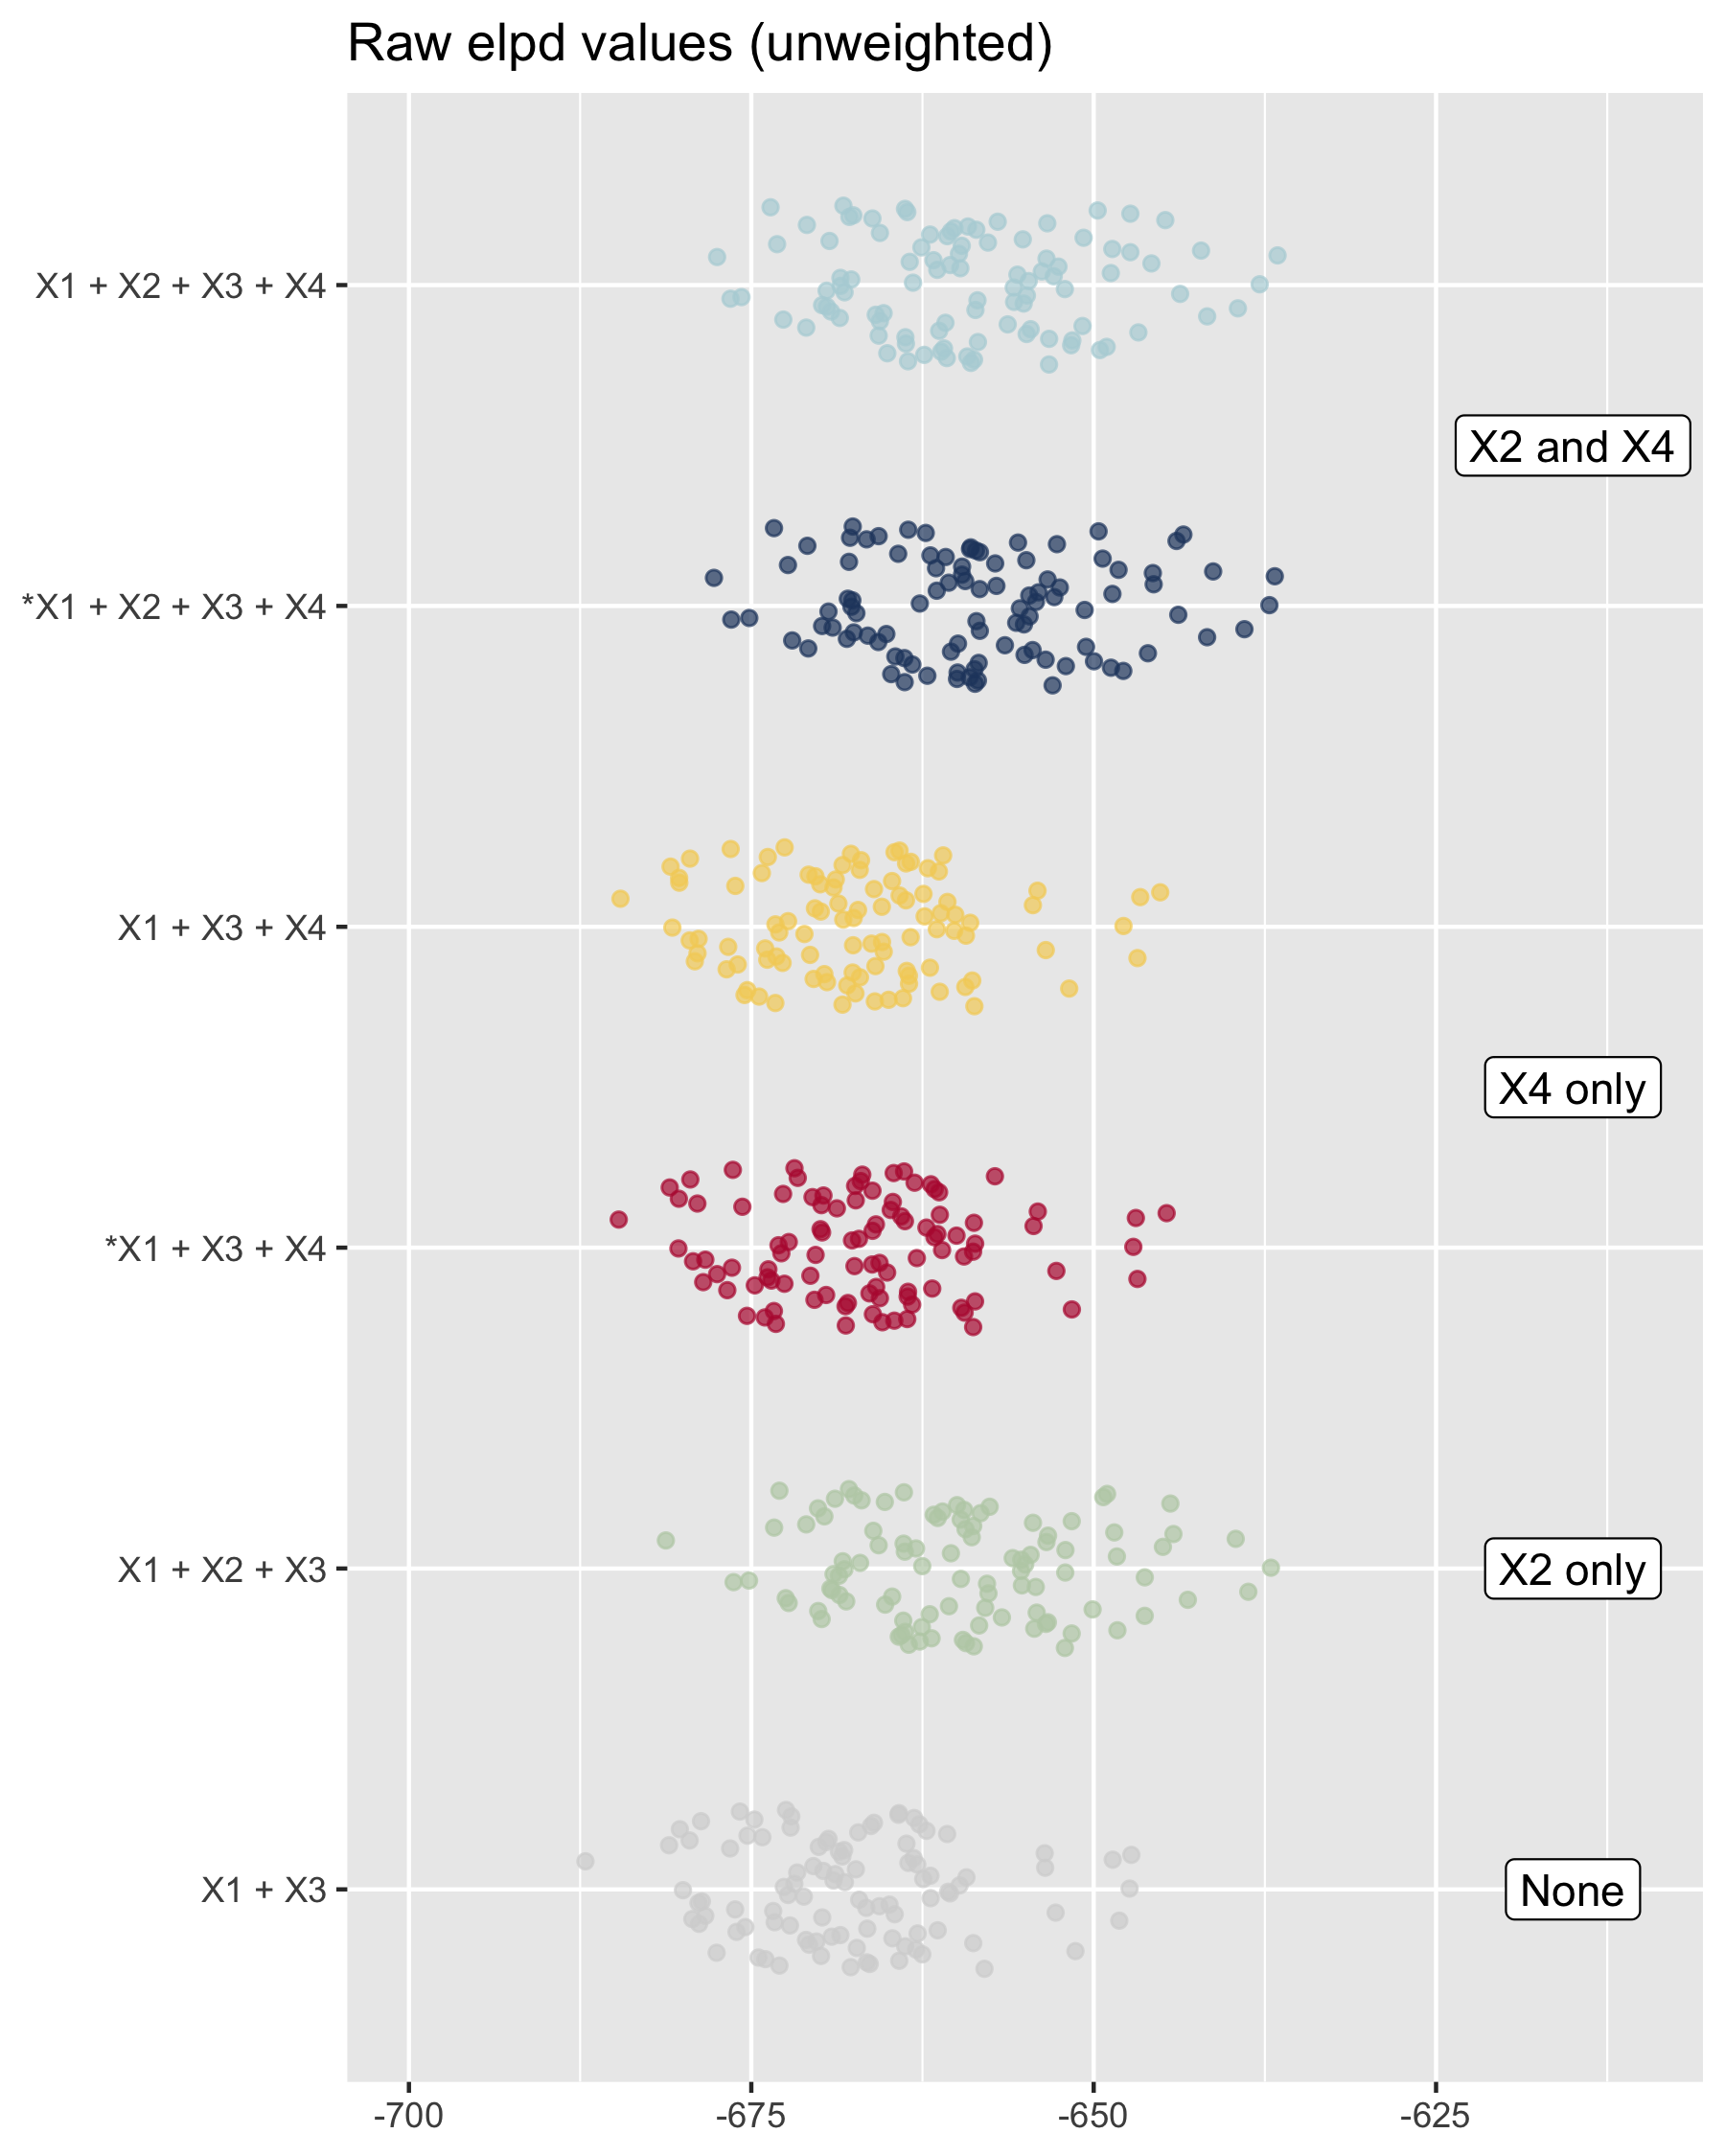 Raw elpd values (unweighted)
X1 + X2 + X3 + X4
X2 and X4
*X1 + X2 + X3 + X4
X1 + X3 + X4
X4 only
*X1 + X3 + X4
X1 + X2 + X3
X2 only
X1 + X3
None
-700
-675
-650
-625